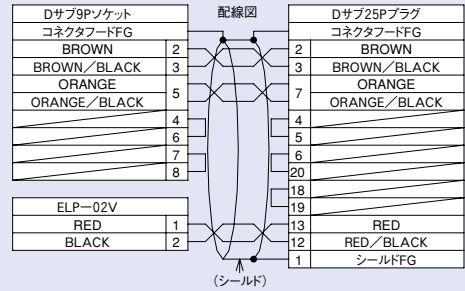 配線図
Dサブ9Pソケット
コネクタフードFG
BROWN 2
BROWN/BLACK 3
ORANGE 5
ORANGE/BLACK
4
6
7
8
ELP−02V
RED 1
BLACK 2
Dサブ25Pプラグ
コネクタフードFG
2 BROWN
3 BROWN/BLACK
7 ORANGE
ORANGE/BLACK
4
5
6
20
18
19
13 RED
12 RED/BLACK
1 シールドFG
(シールド)